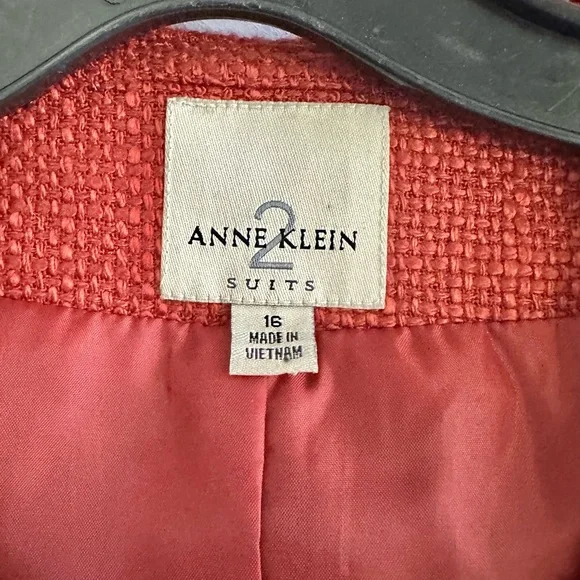 2
ANNE KLEIN
SUITS
16
MADE IN
VIETNAM